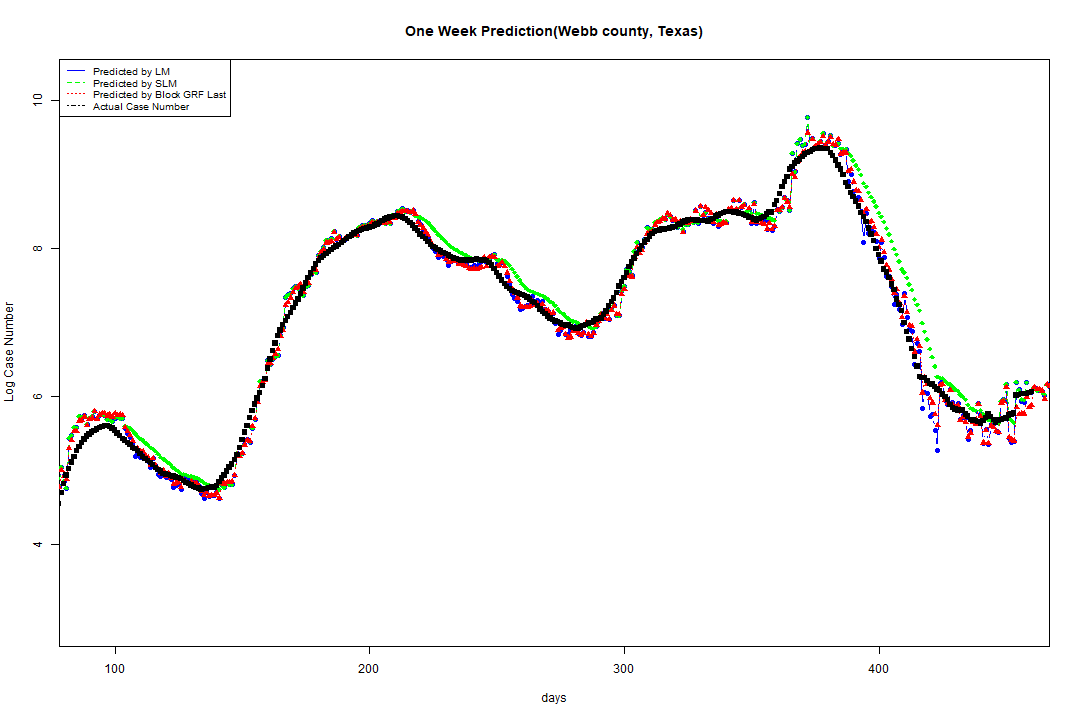 One Week Prediction(Webb county, Texas)
Predicted by LM
Predicted by SLM
Predicted by Block GRF Last
Actual Case Number
10
8
6
4
Log Case Number
100
200
300
400
days